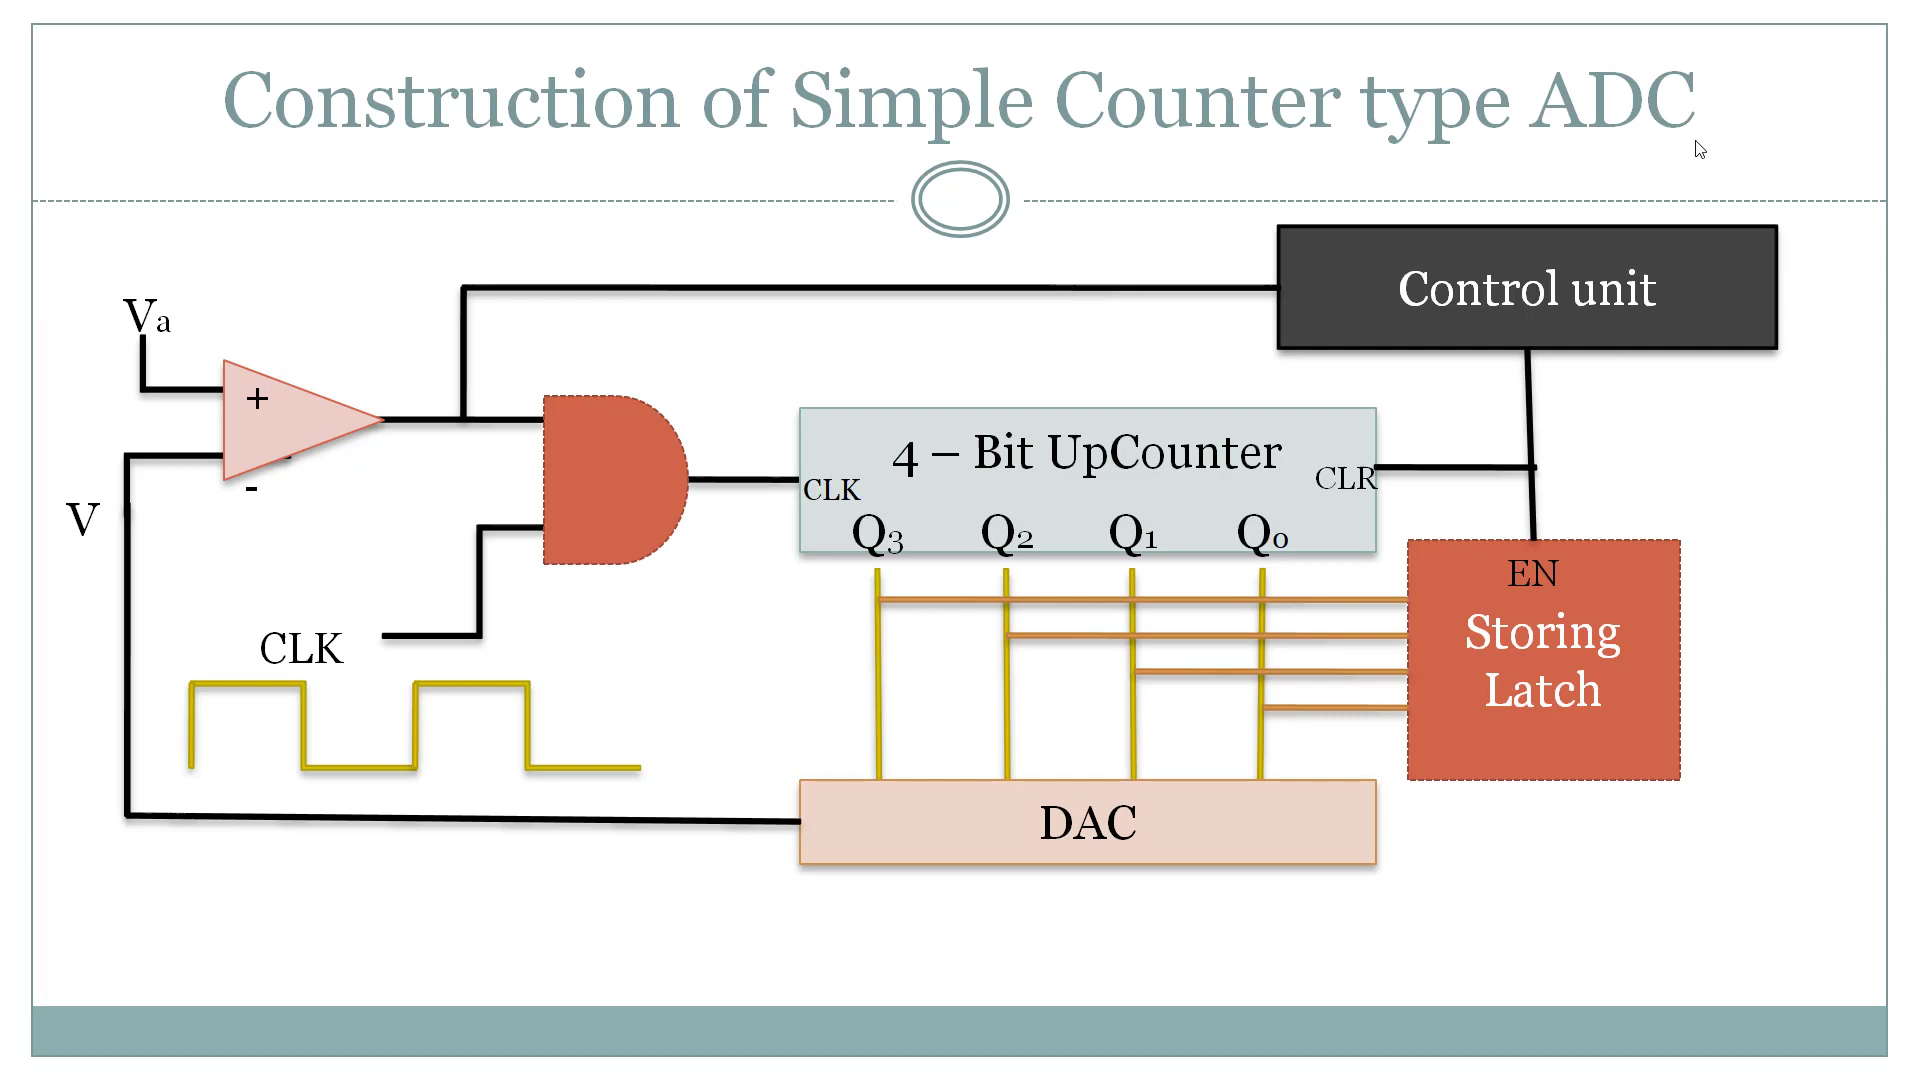 Construction of Simple Counter type ADC
Control unit
Va
+
4 – Bit UpCounter
CLK
CLR
-
V
Q3 Q2 Q1 Q0
EN
Storing
Latch
CLK
DAC